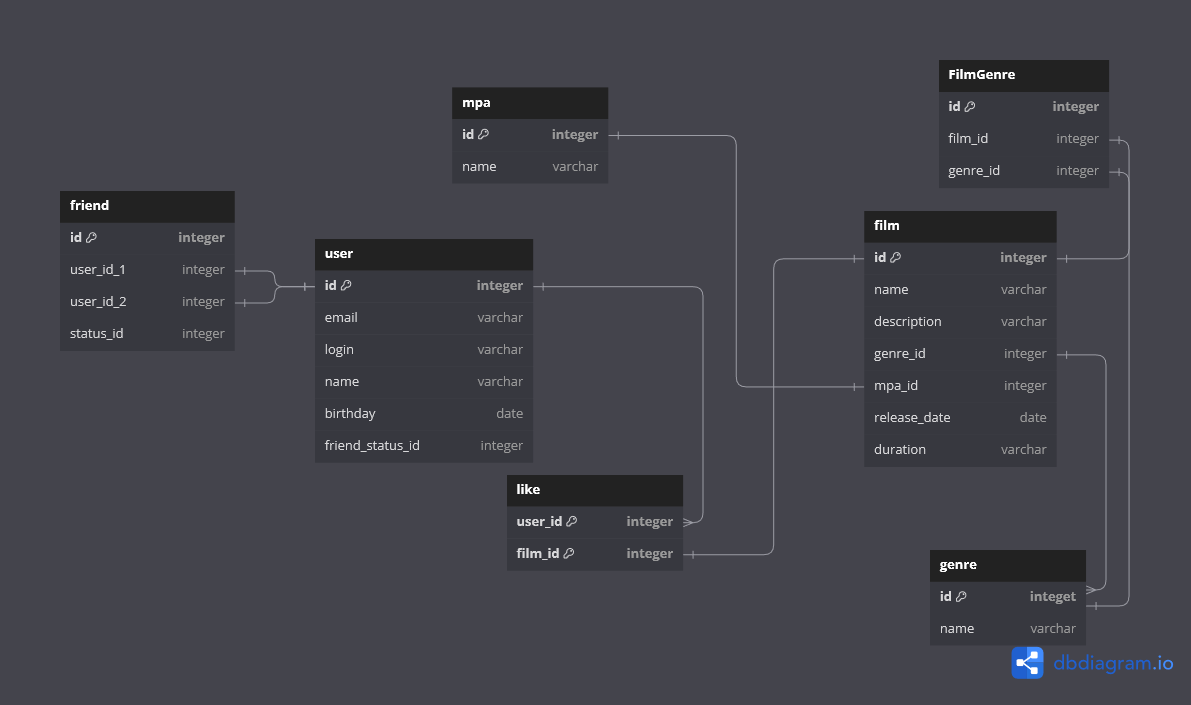 FilmGenre
id integer
film_id integer
genre_id integer
mpa
id integer
name varchar
friend
id integer
user_id_1 integer
user_id_2 integer
status_id integer
user
id integer
email varchar
login varchar
name varchar
birthday date
friend_status_id integer
film
id integer
name varchar
description varchar
genre_id integer
mpa_id integer
release_date date
duration varchar
like
user_id integer
film_id integer
genre
id integet
name varchar
dbdiagram.io